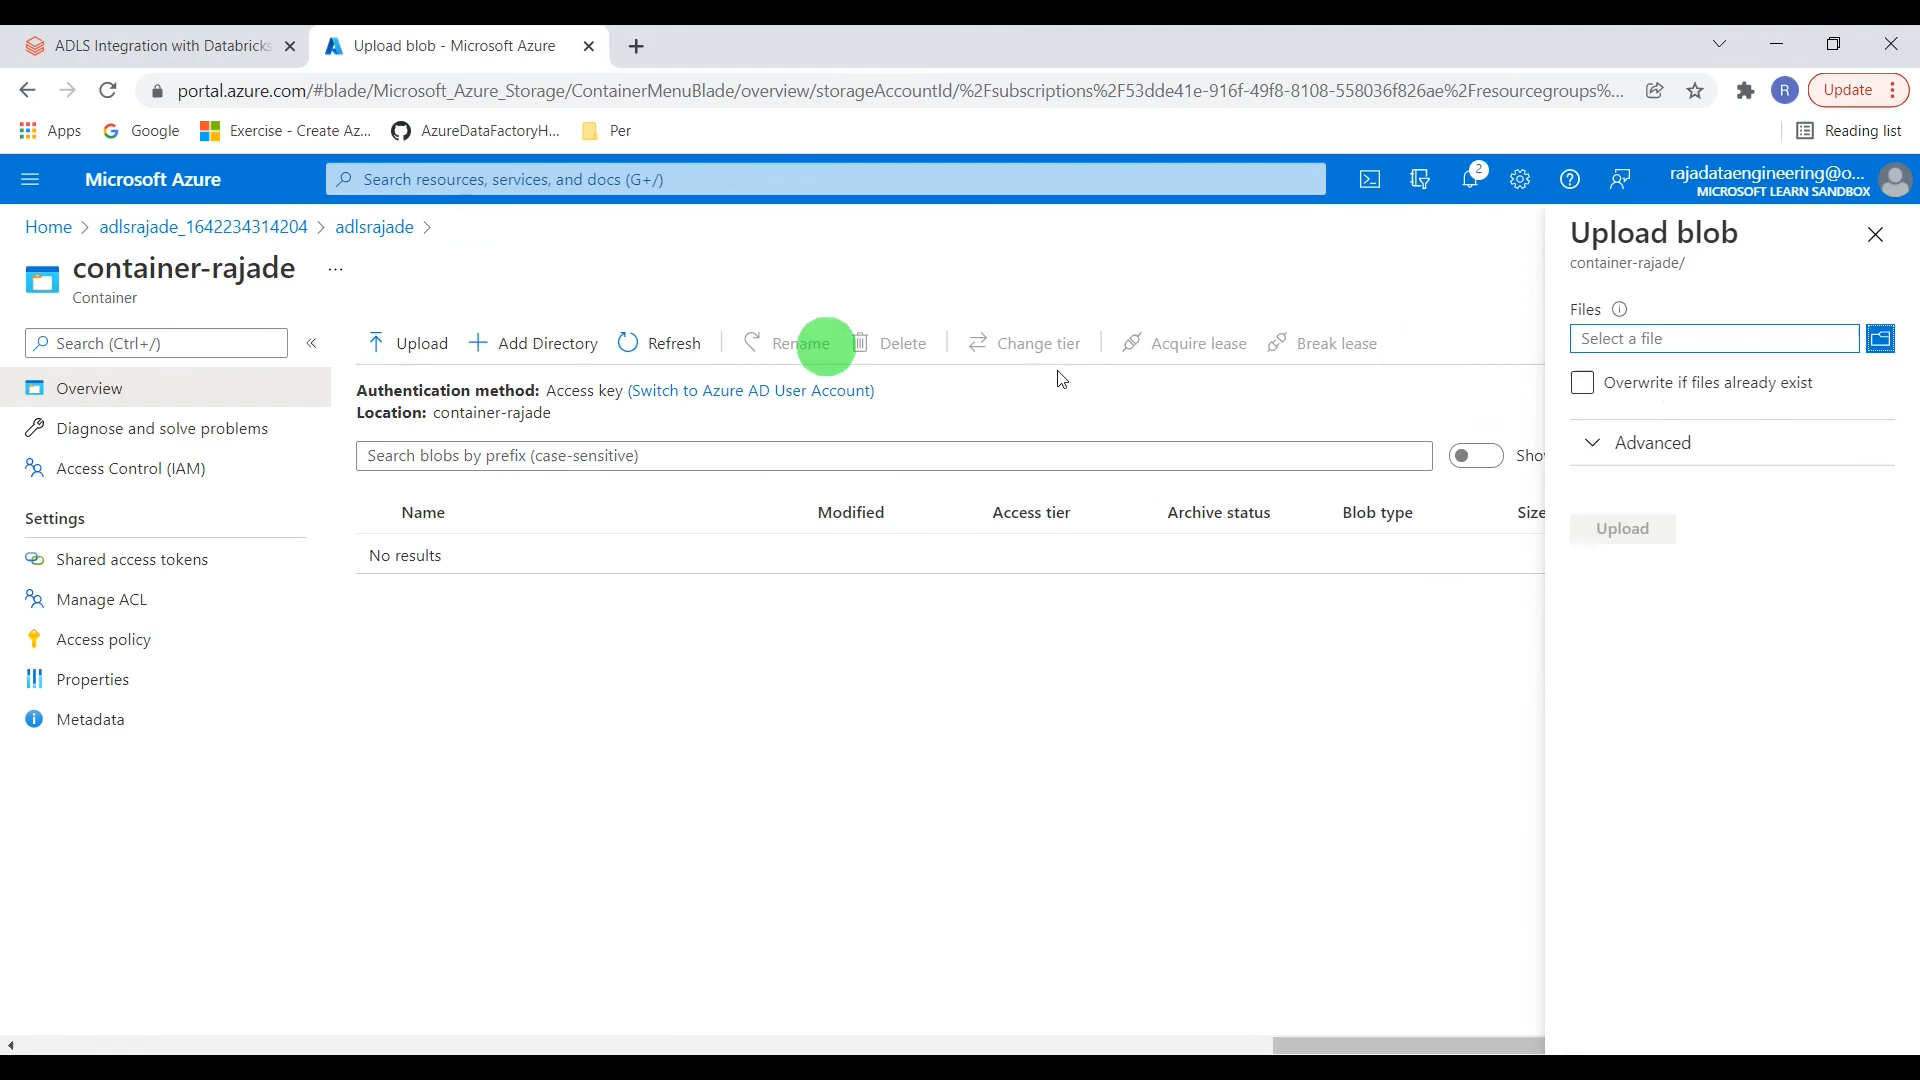 ADLS Integration with Databricks
Upload blob - Microsoft Azure
portal.azure.com/#blade/Microsoft_Azure_Storage/ContainerMenuBlade/overview/storageAccountId/%2Fsubscriptions%2F53dde41e-916f-49f8-8108-558036f826ae%2Fresourcegroups%...
R
Update
Apps
Google
Exercise - Create Az...
AzureDataFactoryH...
Per
Reading list
Microsoft Azure
Search resources, services, and docs (G+/)
2
rajadataengineering@o...
MICROSOFT LEARN SANDBOX
Home > adlsrajade_1642234314204 > adlsrajade >
container-rajade ...
Container
Search (Ctrl+/)
«
Overview
Diagnose and solve problems
Access Control (IAM)
Settings
Shared access tokens
Manage ACL
Access policy
Properties
Metadata
Upload
Add Directory
Refresh
Rename
Delete
Change tier
Acquire lease
Break lease
Authentication method: Access key (Switch to Azure AD User Account)
Location: container-rajade
Search blobs by prefix (case-sensitive)
Name
Modified
Access tier
Archive status
Blob type
Size
No results
Upload blob
container-rajade/
Files
Select a file
Overwrite if files already exist
Advanced
Upload